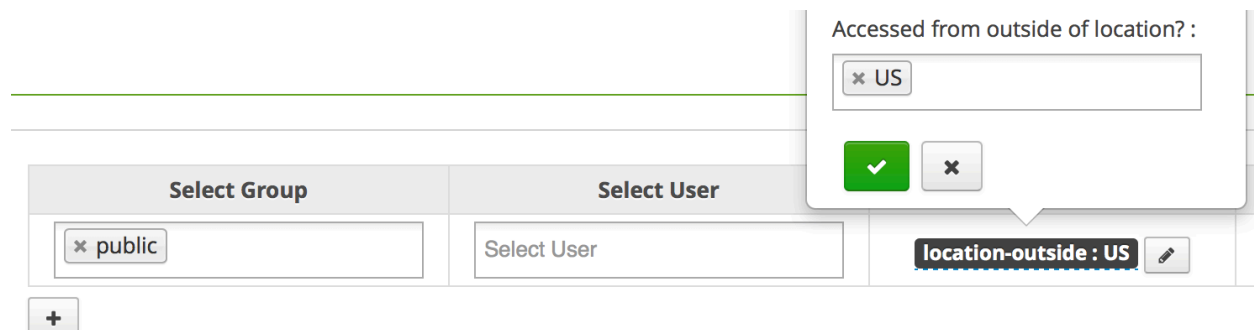 Accessed from outside of location? :
US
Select Group
Select User
public
Select User
location-outside : US